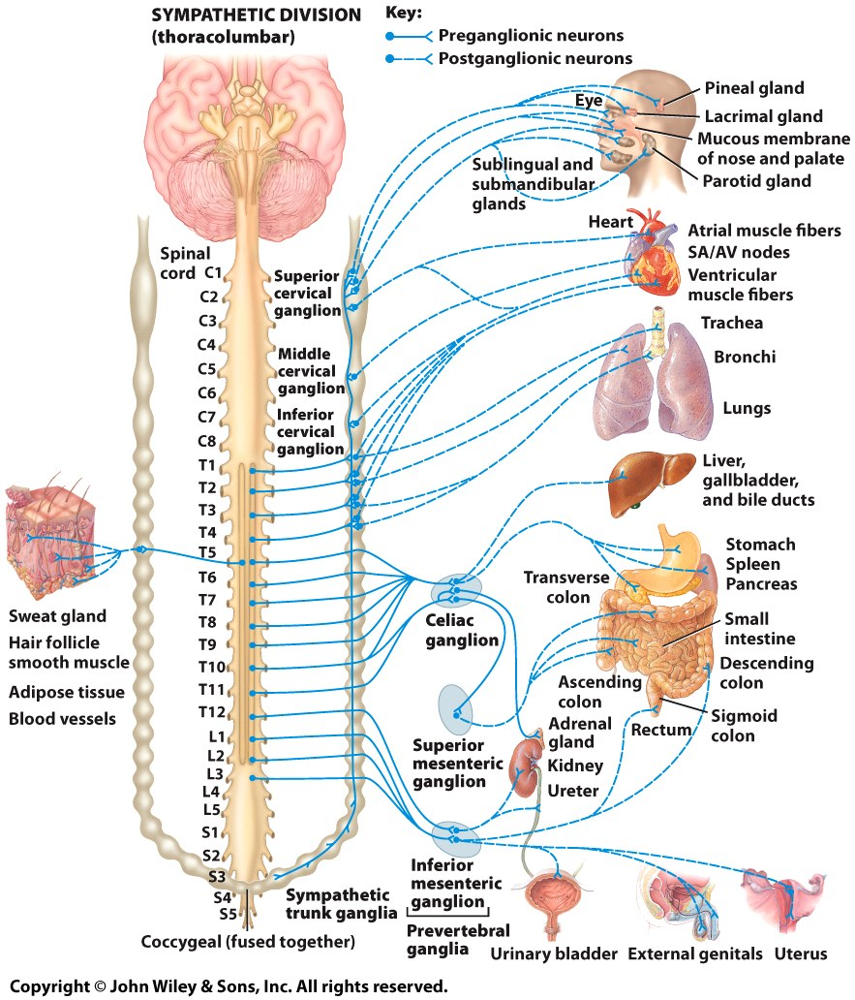 SYMPATHETIC DIVISION
(thoracolumbar)
Key:
Preganglionic neurons
Postganglionic neurons
Eye
Pineal gland
Lacrimal gland
Mucous membrane
of nose and palate
Parotid gland
Sublingual and
submandibular
glands
Spinal
cord
C1
C2
C3
C4
C5
C6
C7
C8
T1
T2
T3
T4
T5
T6
T7
T8
T9
T10
T11
T12
L1
L2
L3
L4
L5
S1
S2
S3
S4
S5
Superior
cervical
ganglion
Middle
cervical
ganglion
Inferior
cervical
ganglion
Heart
Atrial muscle fibers
SA/AV nodes
Ventricular
muscle fibers
Trachea
Bronchi
Lungs
Liver,
gallbladder,
and bile ducts
Stomach
Spleen
Pancreas
Transverse
colon
Small
intestine
Descending
colon
Ascending
colon
Sigmoid
colon
Rectum
Celiac
ganglion
Superior
mesenteric
ganglion
Adrenal
gland
Kidney
Ureter
Sweat gland
Hair follicle
smooth muscle
Adipose tissue
Blood vessels
Inferior
mesenteric
ganglion
Sympathetic
trunk ganglia
Prevertebral
ganglia
Coccygeal (fused together)
Urinary bladder
External genitals
Uterus
Copyright © John Wiley & Sons, Inc. All rights reserved.